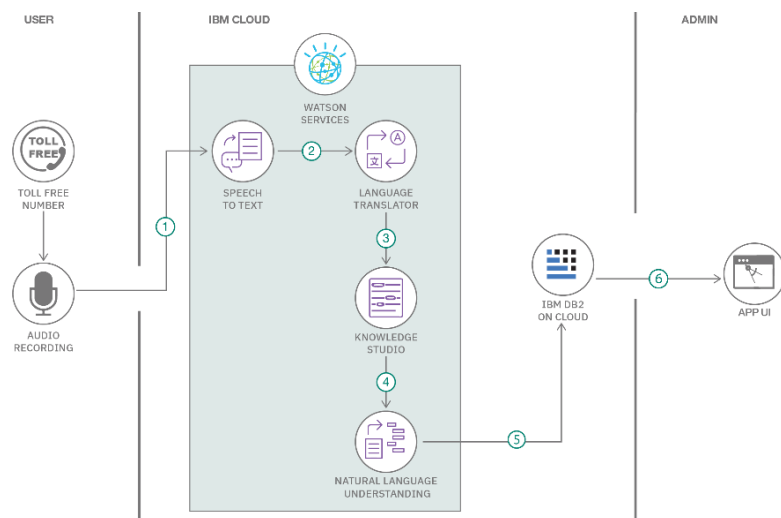 USER
IBM CLOUD
ADMIN
WATSON
SERVICES
TOLL
FREE
TOLL FREE
NUMBER
1
SPEECH
TO TEXT
2
A
文
LANGUAGE
TRANSLATOR
3
AUDIO
RECORDING
KNOWLEDGE
STUDIO
4
NATURAL LANGUAGE
UNDERSTANDING
5
IBM DB2
ON CLOUD
6
APP UI